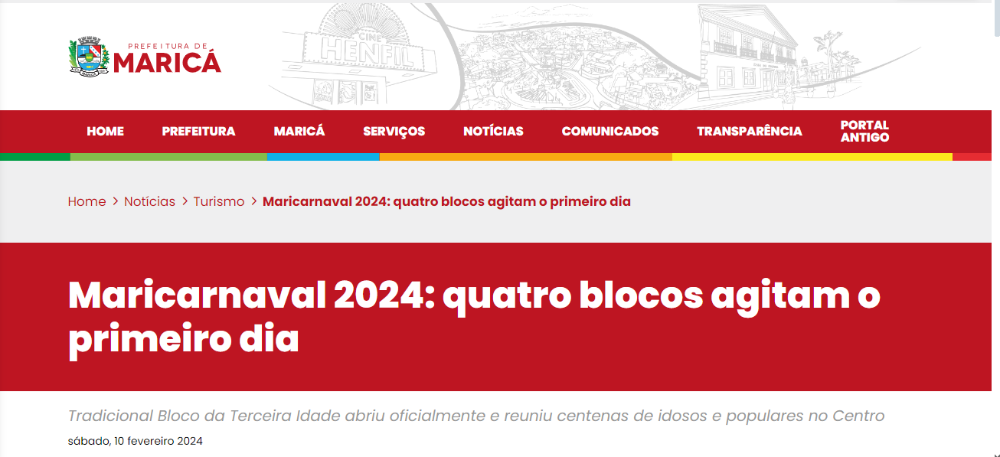 PREFEITURA DE
MARICÁ
CINE
HENFIL
HOME PREFEITURA MARICÁ SERVIÇOS NOTÍCIAS COMUNICADOS TRANSPARÊNCIA PORTAL ANTIGO
Home > Notícias > Turismo > Maricarnaval 2024: quatro blocos agitam o primeiro dia
Maricarnaval 2024: quatro blocos agitam o
primeiro dia
Tradicional Bloco da Terceira Idade abriu oficialmente e reuniu centenas de idosos e populares no Centro
sábado, 10 fevereiro 2024